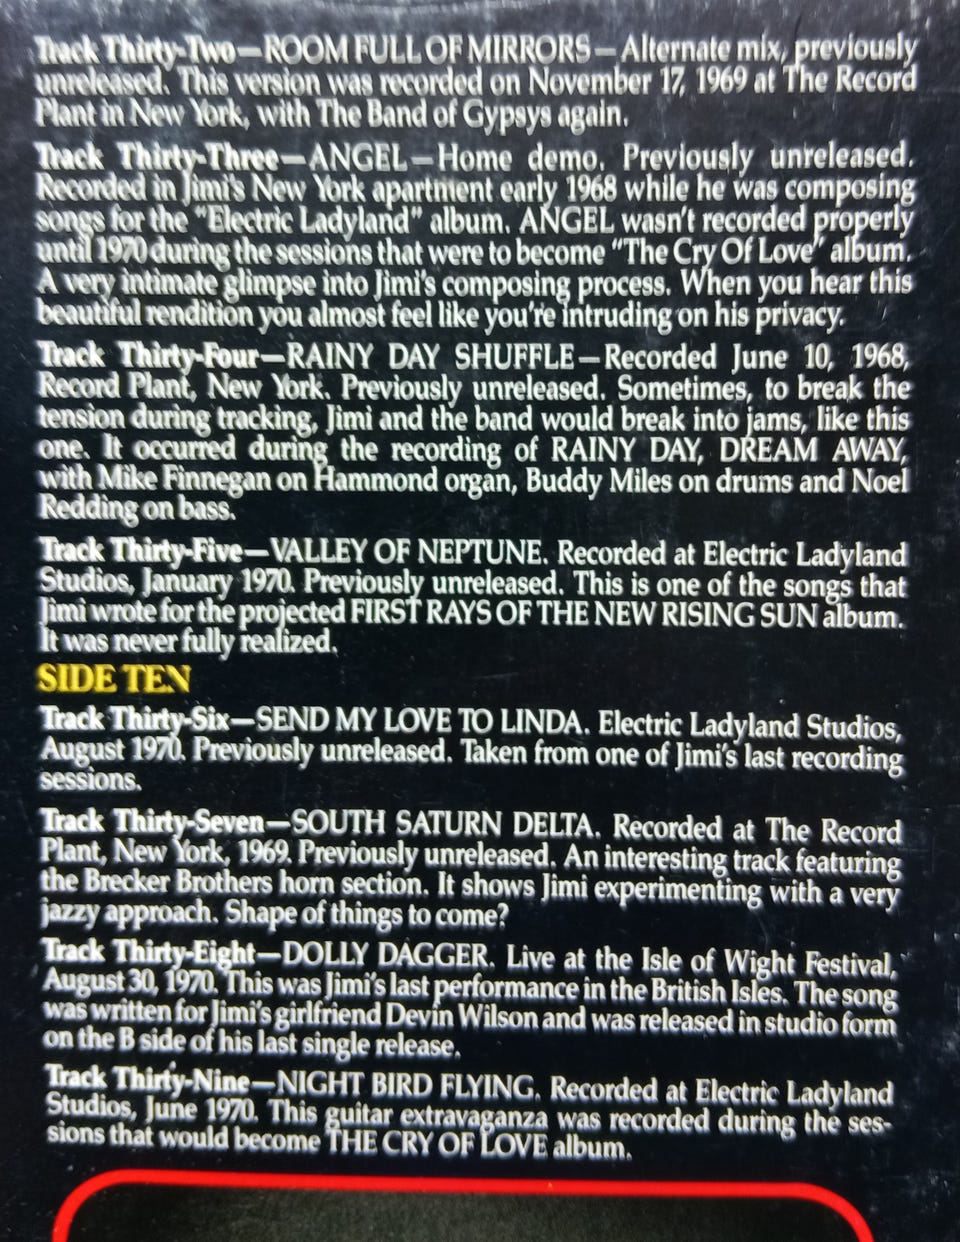 Track Thirty-Two—ROOM FULL OF MIRRORS—Alternate mix, previously
unreleased. This version was recorded on November 17, 1969 at The Record
Plant in New York, with The Band of Gypsys again.
Track Thirty-Three—ANGEL—Home demo. Previously unreleased.
Recorded in Jimi's New York apartment early 1968 while he was composing
songs for the "Electric Ladyland" album. ANGEL wasn't recorded properly
until 1970 during the sessions that were to become "The Cry Of Love" album.
A very intimate glimpse into Jimi's composing process. When you hear this
beautiful rendition you almost feel like you're intruding on his privacy.
Track Thirty-Four—RAINY DAY SHUFFLE—Recorded June 10, 1968,
Record Plant, New York. Previously unreleased. Sometimes, to break the
tension during tracking, Jimi and the band would break into jams, like this
one. It occurred during the recording of RAINY DAY, DREAM AWAY,
with Mike Finnegan on Hammond organ, Buddy Miles on drums and Noel
Redding on bass.
Track Thirty-Five—VALLEY OF NEPTUNE. Recorded at Electric Ladyland
Studios, January 1970. Previously unreleased. This is one of the songs that
Jimi wrote for the projected FIRST RAYS OF THE NEW RISING SUN album.
It was never fully realized.
SIDE TEN
Track Thirty-Six—SEND MY LOVE TO LINDA. Electric Ladyland Studios,
August 1970. Previously unreleased. Taken from one of Jimi's last recording
sessions.
Track Thirty-Seven—SOUTH SATURN DELTA. Recorded at The Record
Plant, New York, 1969. Previously unreleased. An interesting track featuring
the Brecker Brothers horn section. It shows Jimi experimenting with a very
jazzy approach. Shape of things to come?
Track Thirty-Eight—DOLLY DAGGER. Live at the Isle of Wight Festival,
August 30, 1970. This was Jimi's last performance in the British Isles. The song
was written for Jimi's girlfriend Devin Wilson and was released in studio form
on the B side of his last single release.
Track Thirty-Nine—NIGHT BIRD FLYING. Recorded at Electric Ladyland
Studios, June 1970. This guitar extravaganza was recorded during the ses-
sions that would become THE CRY OF LOVE album.